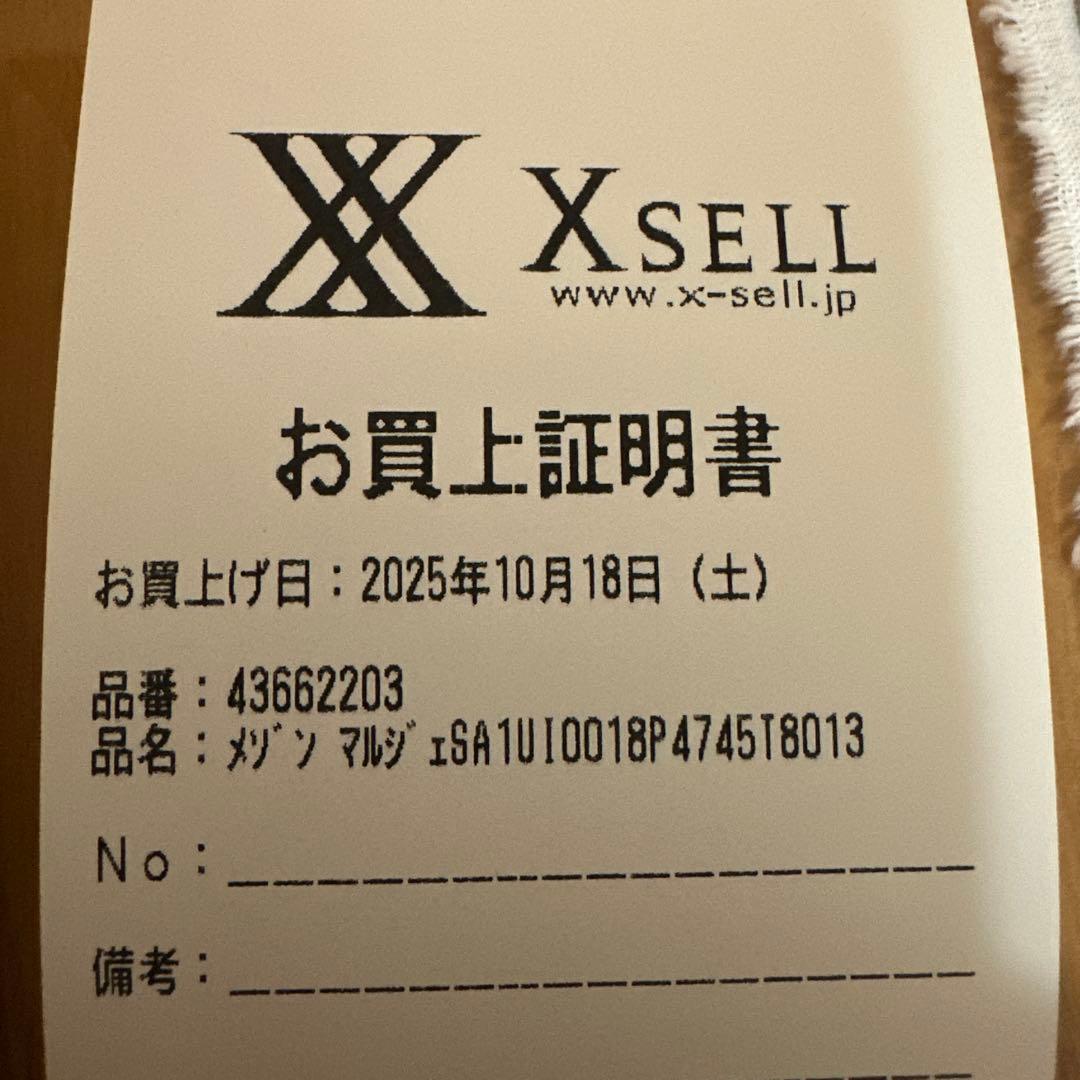 XSELL
www.x-sell.jp
お買上証明書
お買上げ日：2025年10月18日（土）
品番：43662203
品名：ﾒｿﾞﾝ ﾏﾙｼﾞｪSA1UI0018P4745T8013
No：
備考：